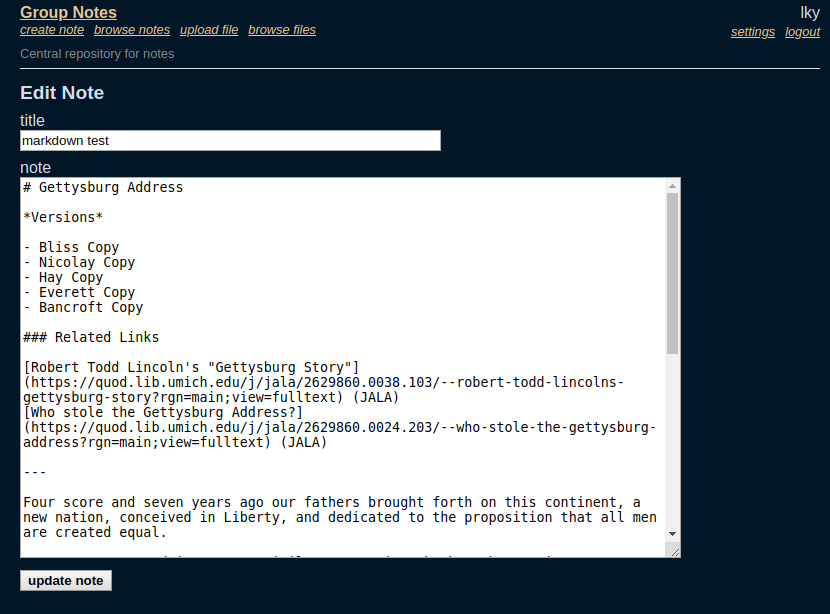 Group Notes
lky
create note browse notes upload file browse files
settings logout
Central repository for notes
Edit Note
title
markdown test
note
# Gettysburg Address
*Versions*
- Bliss Copy
- Nicolay Copy
- Hay Copy
- Everett Copy
- Bancroft Copy
### Related Links
[Robert Todd Lincoln's "Gettysburg Story"]
(https://quod.lib.umich.edu/j/jala/2629860.0038.103/--robert-todd-lincolns-
gettysburg-story?rgn=main;view=fulltext) (JALA)
[Who stole the Gettysburg Address?]
(https://quod.lib.umich.edu/j/jala/2629860.0024.203/--who-stole-the-gettysburg-
address?rgn=main;view=fulltext) (JALA)
---
Four score and seven years ago our fathers brought forth on this continent, a
new nation, conceived in Liberty, and dedicated to the proposition that all men
are created equal.
update note